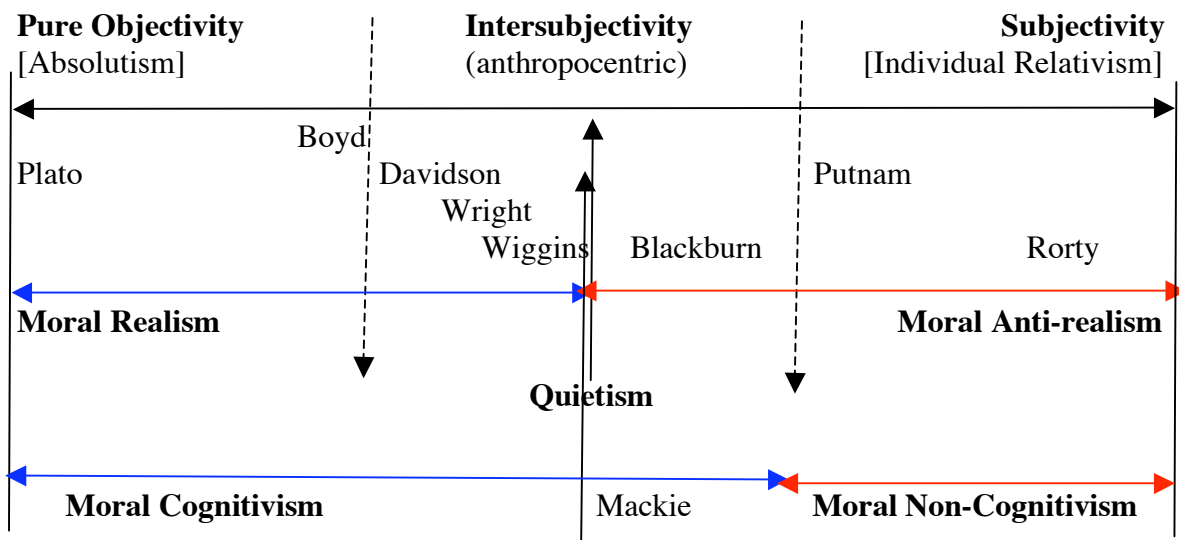 Pure Objectivity Intersubjectivity Subjectivity
[Absolutism] (anthropocentric) [Individual Relativism]
Boyd
Plato Davidson Putnam
Wright
Wiggins Blackburn Rorty
Moral Realism Moral Anti-realism
Quietism
Moral Cognitivism Mackie Moral Non-Cognitivism